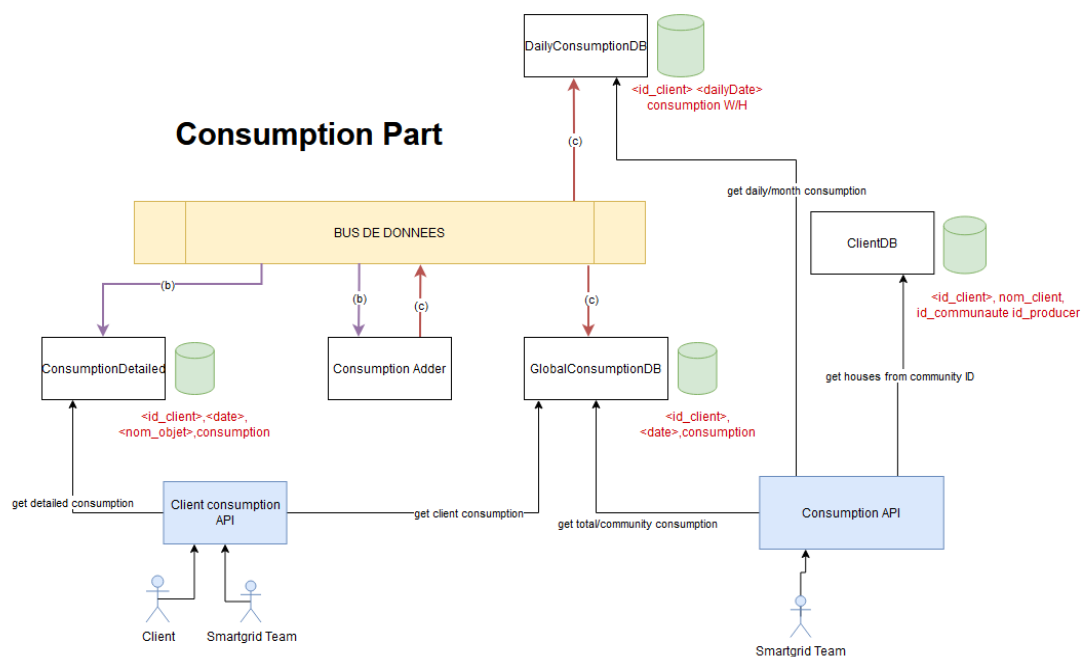 DailyConsumptionDB
<id_client> <dailyDate>
consumption W/H
Consumption Part
(c)
get daily/month consumption
BUS DE DONNEES
ClientDB
(b)
(b)
(c)
(c)
<id_client>, nom_client,
id_communaute id_producer
ConsumptionDetailed
Consumption Adder
GlobalConsumptionDB
get houses from community ID
<id_client>,<date>,
<nom_objet>,consumption
<id_client>,
<date>,consumption
get detailed consumption
Client consumption
API
get client consumption
get total/community consumption
Consumption API
Client
Smartgrid Team
Smartgrid Team